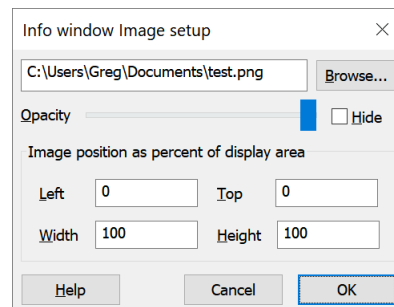 Info window Image setup
C:\Users\Greg\Documents\test.png Browse...
Opacity Hide
Image position as percent of display area
Left 0 Top 0
Width 100 Height 100
Help Cancel OK